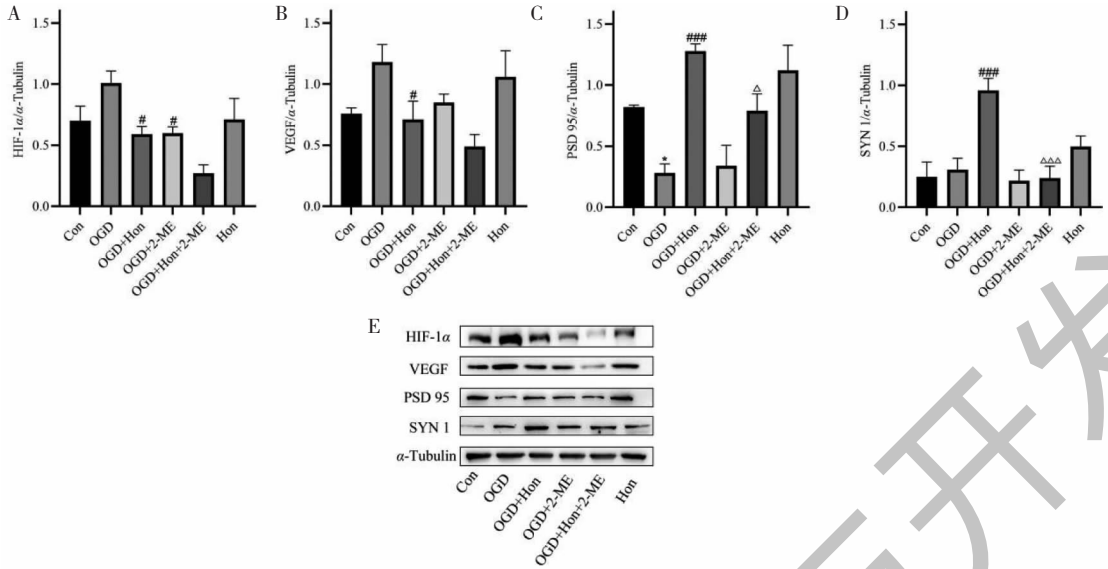 A
HIF-1α/α-Tubulin
1.5
1.0
0.5
0.0
#
#
Con
OGD
OGD+Hon
OGD+2-ME
OGD+Hon+2-ME
Hon
B
VEGF/α-Tubulin
1.5
1.0
0.5
0.0
#
Con
OGD
OGD+Hon
OGD+2-ME
OGD+Hon+2-ME
Hon
C
PSD 95/α-Tubulin
1.5
1.0
0.5
0.0
*
###
△
Con
OGD
OGD+Hon
OGD+2-ME
OGD+Hon+2-ME
Hon
D
SYN 1/α-Tubulin
1.5
1.0
0.5
0.0
###
△△△
Con
OGD
OGD+Hon
OGD+2-ME
OGD+Hon+2-ME
Hon
E
HIF-1α
VEGF
PSD 95
SYN 1
α-Tubulin
Con
OGD
OGD+Hon
OGD+2-ME
OGD+Hon+2-ME
Hon
开